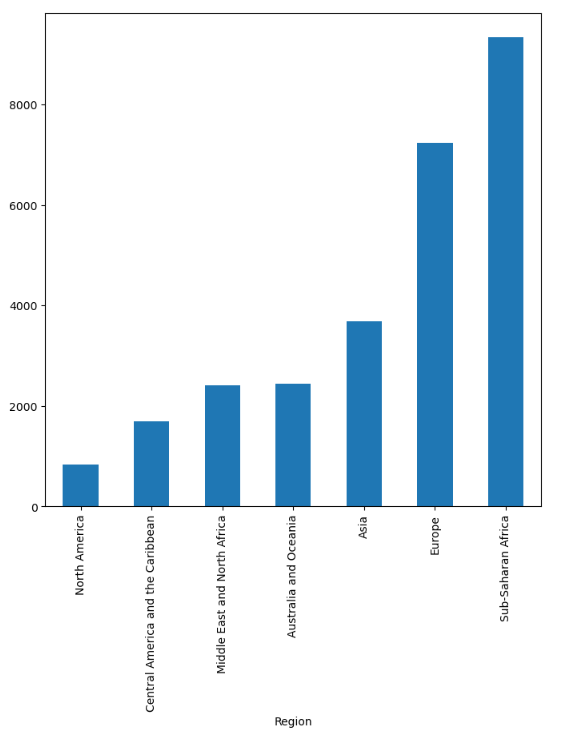 8000
6000
4000
2000
0
North America
Central America and the Caribbean
Middle East and North Africa
Australia and Oceania
Asia
Europe
Sub-Saharan Africa
Region